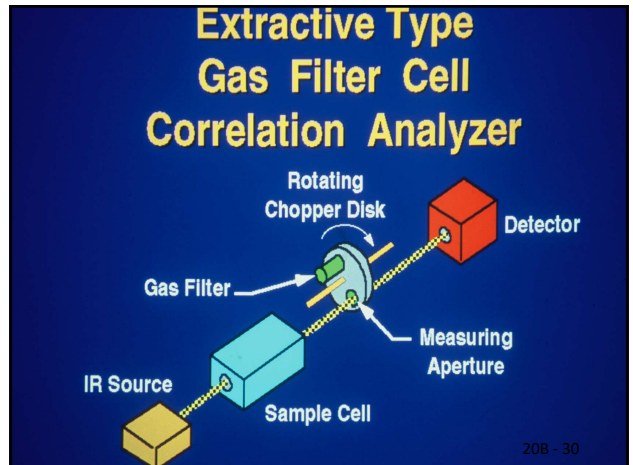 Extractive Type
Gas Filter Cell
Correlation Analyzer
Rotating
Chopper Disk
Detector
Gas Filter
Measuring
Aperture
IR Source
Sample Cell
208 - 30